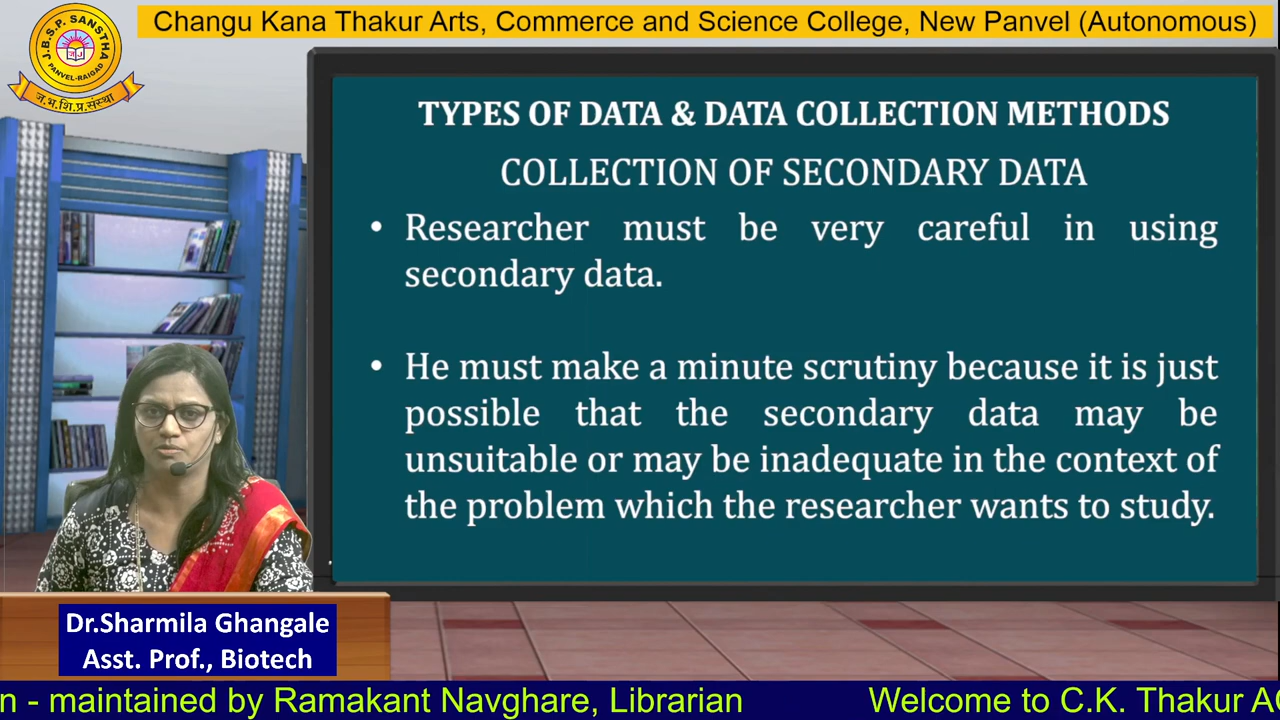 Changu Kana Thakur Arts, Commerce and Science College, New Panvel (Autonomous)
J.B.S.P. SANSTHA
PANVEL-RAIGAD
ज.भ.शि.प्र.संस्था
TYPES OF DATA & DATA COLLECTION METHODS
COLLECTION OF SECONDARY DATA
• Researcher must be very careful in using
secondary data.
• He must make a minute scrutiny because it is just
possible that the secondary data may be
unsuitable or may be inadequate in the context of
the problem which the researcher wants to study.
Dr.Sharmila Ghangale
Asst. Prof., Biotech
n - maintained by Ramakant Navghare, Librarian Welcome to C.K. Thakur